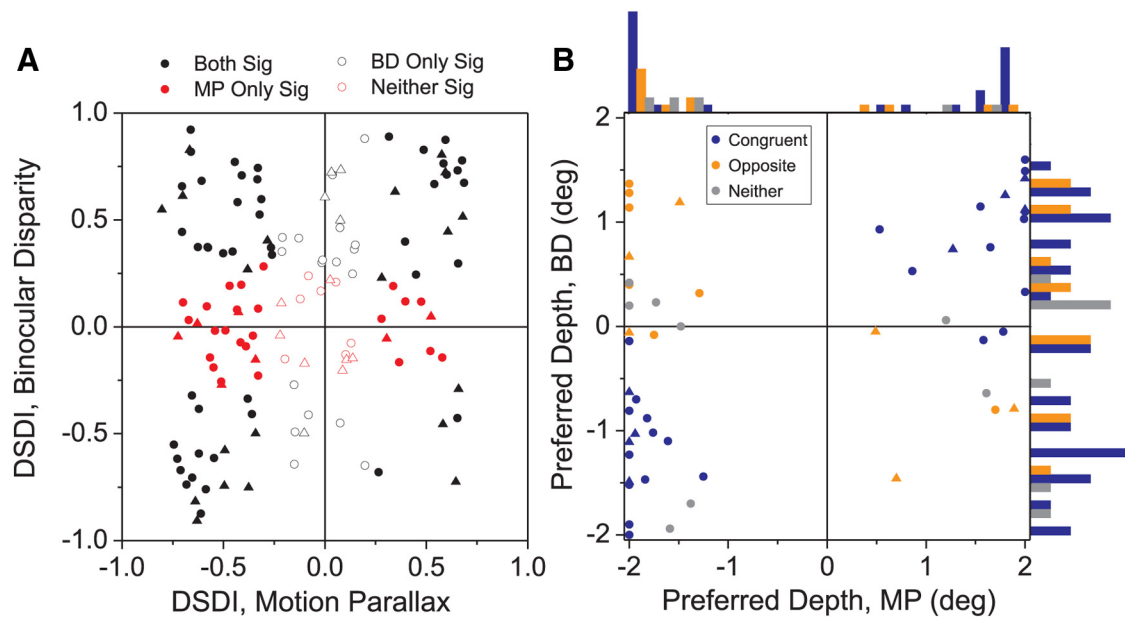 A
Both Sig
BD Only Sig
MP Only Sig
Neither Sig
1.0
0.5
0.0
-0.5
-1.0
DSDI, Binocular Disparity
-1.0
-0.5
0.0
0.5
1.0
DSDI, Motion Parallax
B
Congruent
Opposite
Neither
2
1
0
-1
-2
Preferred Depth, BD (deg)
-2
-1
0
1
2
Preferred Depth, MP (deg)